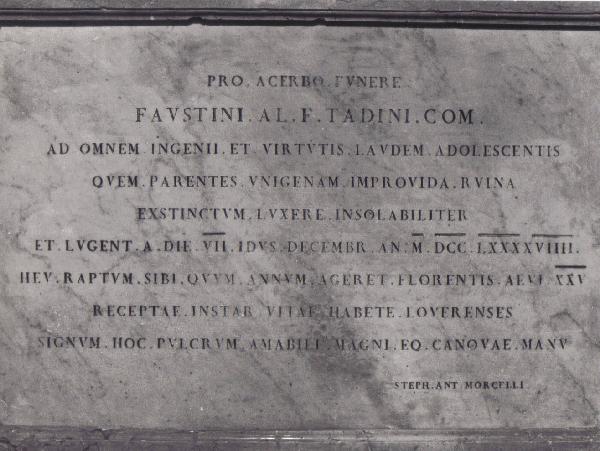 PRO . ACERBO . FVNERE
FAVSTINI . AL . F . TADINI . COM .
AD OMNEM . INGENII . ET . VIRTVTIS . LAVDEM . ADOLESCENTIS
QVEM . PARENTES . VNIGENAM . IMPROVIDA . RVINA
EXSTINCTVM . LVXERE . INSOLABILITER
ET . LVGENT . A . DIE . VII . IDVS . DECEMBR . AN . M . DCC . LXXXXVIIII .
HEV . RAPTVM . SIBI . QVVM . ANNVM . AGERET . FLORENTIS . AEVI . XXV
RECEPTAE . INSTAR . VITAE . HABETE . LOVERENSES
SIGNVM . HOC . PVLCRVM . AMABILI . MAGNI . EQ . CANOVAE . MANV
STEPH . ANT MORCELLI